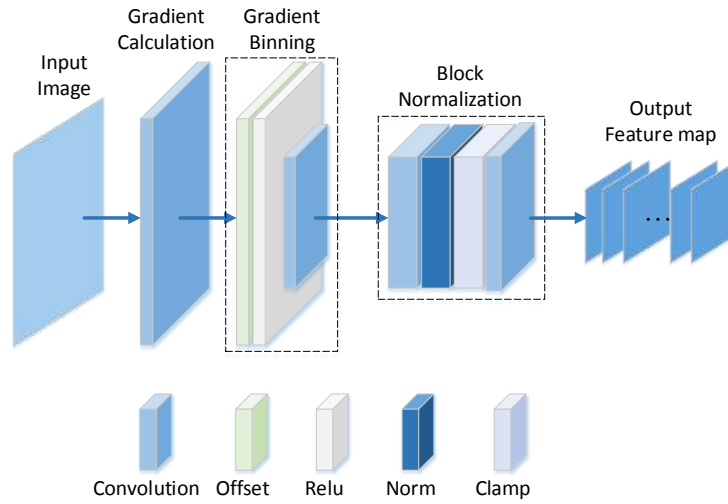 Gradient
Calculation
Gradient
Binning
Input
Image
Block
Normalization
Output
Feature map
...
Convolution
Offset
Relu
Norm
Clamp